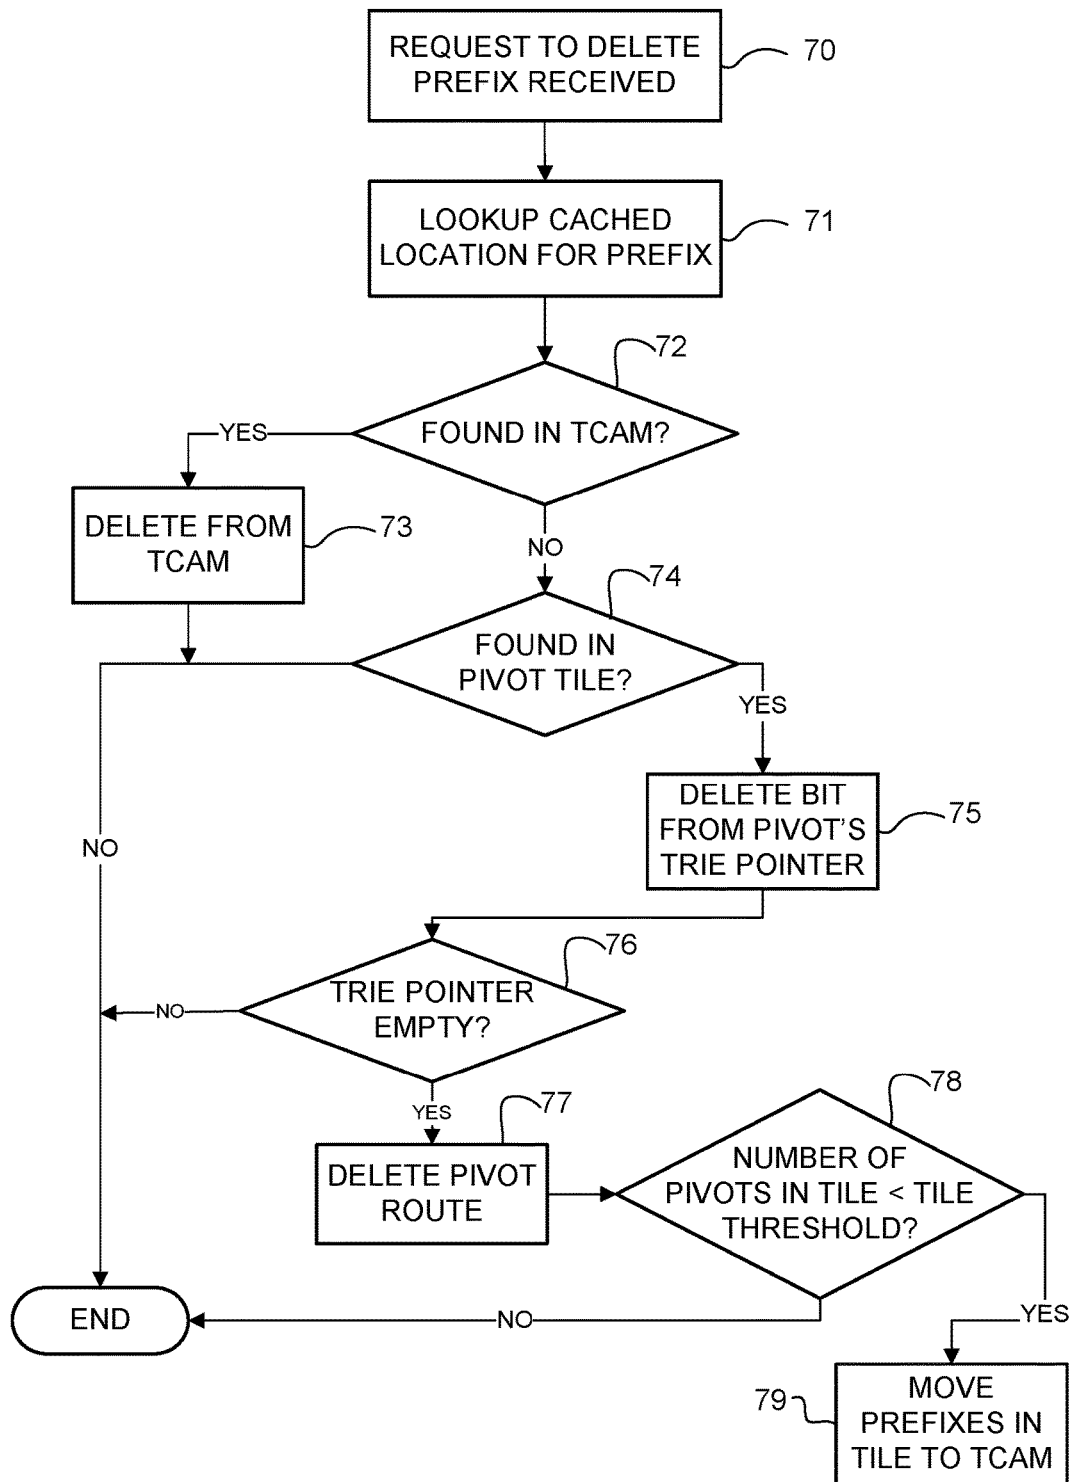 REQUEST TO DELETE
PREFIX RECEIVED
70
LOOKUP CACHED
LOCATION FOR PREFIX
71
72
FOUND IN TCAM?
YES
DELETE FROM
TCAM
73
NO
74
FOUND IN
PIVOT TILE?
YES
DELETE BIT
FROM PIVOT'S
TRIE POINTER
75
NO
76
TRIE POINTER
EMPTY?
NO
YES
77
DELETE PIVOT
ROUTE
78
NUMBER OF
PIVOTS IN TILE < TILE
THRESHOLD?
END
NO
YES
79
MOVE
PREFIXES IN
TILE TO TCAM